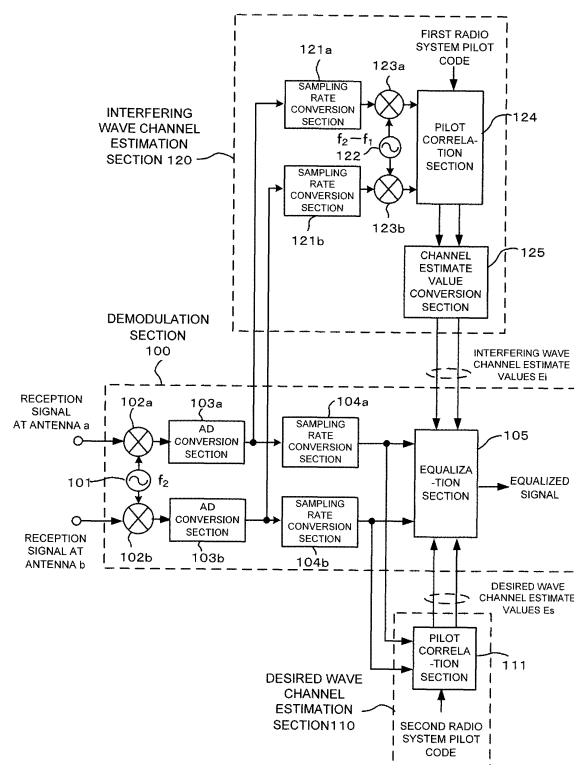 FIRST RADIO
SYSTEM PILOT
CODE
121a
SAMPLING
RATE
CONVERSION
SECTION
123a
INTERFERING
WAVE CHANNEL
ESTIMATION
SECTION 120
PILOT
CORRELA-
TION
SECTION
124
f2−f1
122
SAMPLING
RATE
CONVERSION
SECTION
121b
123b
CHANNEL
ESTIMATE
VALUE
CONVERSION
SECTION
125
DEMODULATION
SECTION
100
INTERFERING WAVE
CHANNEL ESTIMATE
VALUES Ei
RECEPTION
SIGNAL
AT ANTENNA a
102a
103a
AD
CONVERSION
SECTION
104a
SAMPLING
RATE
CONVERSION
SECTION
105
EQUALIZA
-TION
SECTION
EQUALIZED
SIGNAL
101
f2
AD
CONVERSION
SECTION
SAMPLING
RATE
CONVERSION
SECTION
RECEPTION
SIGNAL AT
ANTENNA b
102b
103b
104b
DESIRED WAVE
CHANNEL ESTIMATE
VALUES Es
PILOT
CORRELA
-TION
SECTION
111
DESIRED WAVE
CHANNEL
ESTIMATION
SECTION110
SECOND RADIO
SYSTEM PILOT
CODE